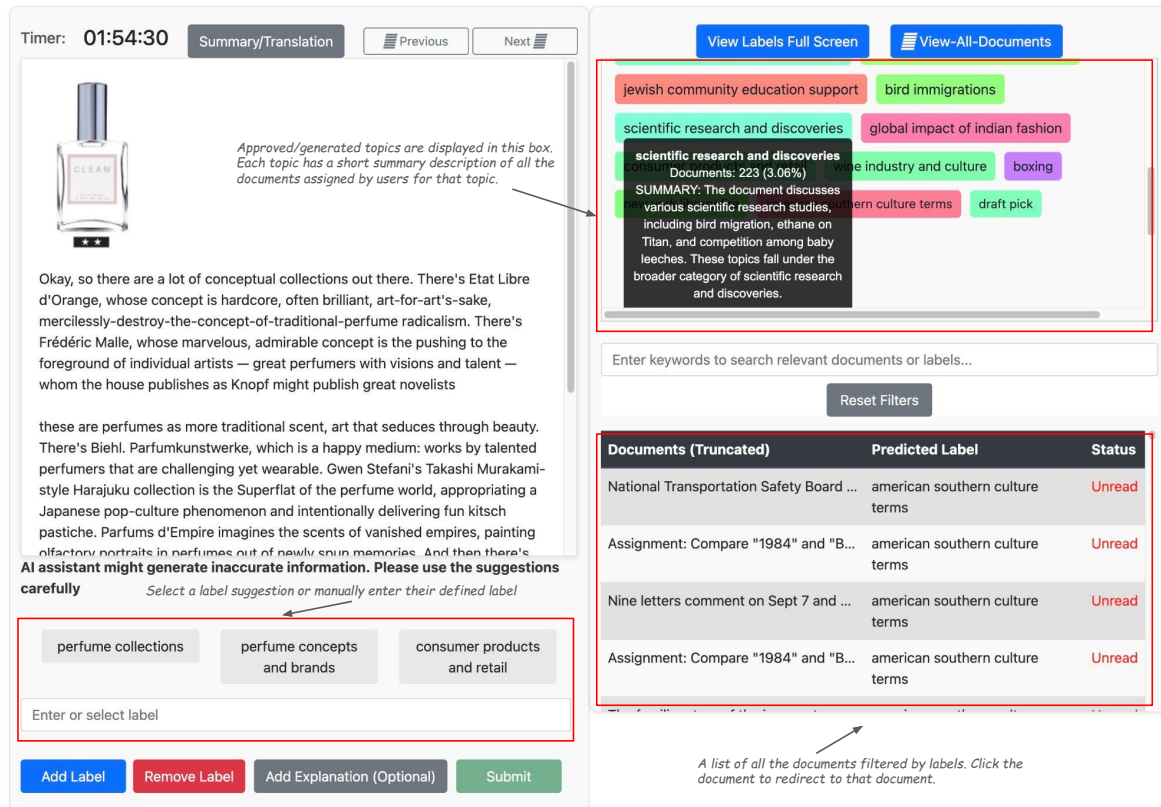 Timer: 01:54:30
Summary/Translation
Previous
Next
CLEAN
Approved/generated topics are displayed in this box.
Each topic has a short summary description of all the
documents assigned by users for that topic.
Okay, so there are a lot of conceptual collections out there. There's Etat Libre
d'Orange, whose concept is hardcore, often brilliant, art-for-art's-sake,
mercilessly-destroy-the-concept-of-traditional-perfume radicalism. There's
Frédéric Malle, whose marvelous, admirable concept is the pushing to the
foreground of individual artists — great perfumers with visions and talent —
whom the house publishes as Knopf might publish great novelists
these are perfumes as more traditional scent, art that seduces through beauty.
There's Biehl. Parfumkunstwerke, which is a happy medium: works by talented
perfumers that are challenging yet wearable. Gwen Stefani's Takashi Murakami-
style Harajuku collection is the Superflat of the perfume world, appropriating a
Japanese pop-culture phenomenon and intentionally delivering fun kitsch
pastiche. Parfums d'Empire imagines the scents of vanished empires, painting
olfactory portraits in perfumes out of newly spun memories. And then there's
AI assistant might generate inaccurate information. Please use the suggestions
carefully
Select a label suggestion or manually enter their defined label
perfume collections
perfume concepts
and brands
consumer products
and retail
Enter or select label
Add Label
Remove Label
Add Explanation (Optional)
Submit
View Labels Full Screen
View-All-Documents
jewish community education support
bird immigrations
scientific research and discoveries
global impact of indian fashion
consumer products and retail
wine industry and culture
boxing
southern culture terms
draft pick
scientific research and discoveries
Documents: 223 (3.06%)
SUMMARY: The document discusses
various scientific research studies,
including bird migration, ethane on
Titan, and competition among baby
leeches. These topics fall under the
broader category of scientific research
and discoveries.
Enter keywords to search relevant documents or labels...
Reset Filters
Documents (Truncated) Predicted Label Status
National Transportation Safety Board ... american southern culture Unread
terms
Assignment: Compare "1984" and "B... american southern culture Unread
terms
Nine letters comment on Sept 7 and ... american southern culture Unread
terms
Assignment: Compare "1984" and "B... american southern culture Unread
terms
A list of all the documents filtered by labels. Click the
document to redirect to that document.